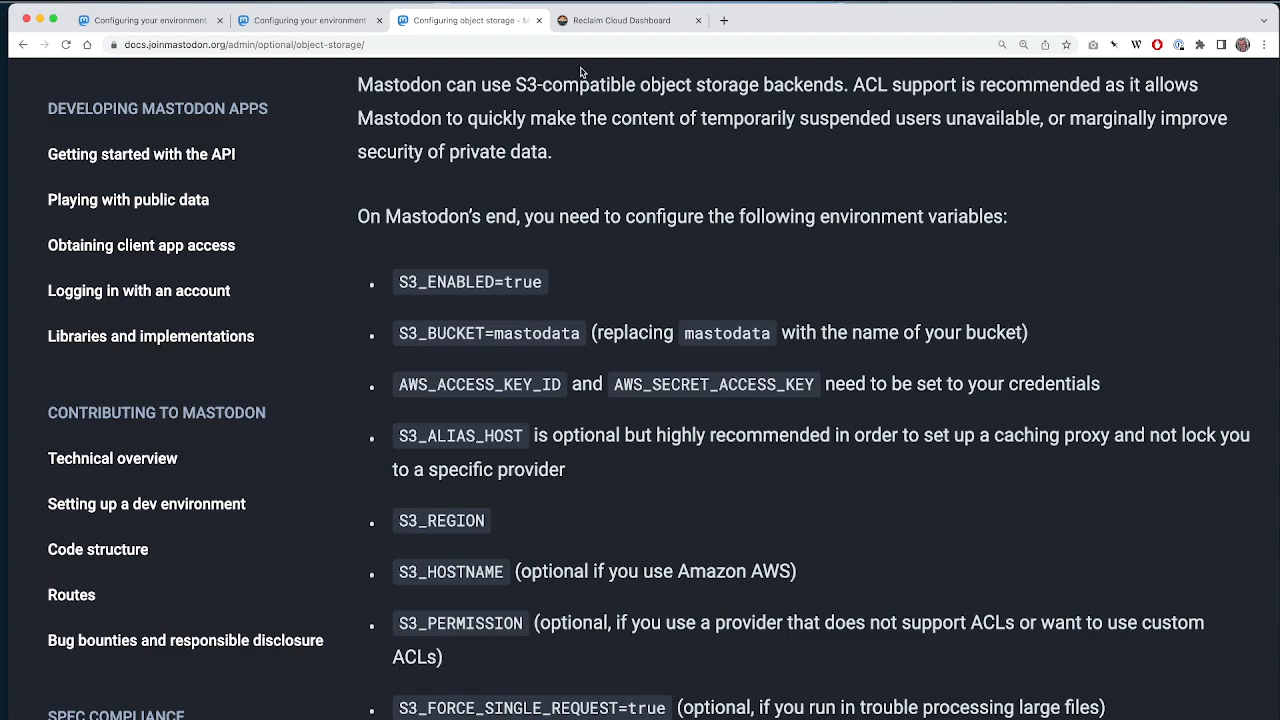 Configuring your environment
Configuring your environment
Configuring object storage - M
Reclaim Cloud Dashboard
docs.joinmastodon.org/admin/optional/object-storage/
DEVELOPING MASTODON APPS
Getting started with the API
Playing with public data
Obtaining client app access
Logging in with an account
Libraries and implementations
CONTRIBUTING TO MASTODON
Technical overview
Setting up a dev environment
Code structure
Routes
Bug bounties and responsible disclosure
SPEC COMPLIANCE
Mastodon can use S3-compatible object storage backends. ACL support is recommended as it allows
Mastodon to quickly make the content of temporarily suspended users unavailable, or marginally improve
security of private data.
On Mastodon’s end, you need to configure the following environment variables:
• S3_ENABLED=true
• S3_BUCKET=mastodata (replacing mastodata with the name of your bucket)
• AWS_ACCESS_KEY_ID and AWS_SECRET_ACCESS_KEY need to be set to your credentials
• S3_ALIAS_HOST is optional but highly recommended in order to set up a caching proxy and not lock you
to a specific provider
• S3_REGION
• S3_HOSTNAME (optional if you use Amazon AWS)
• S3_PERMISSION (optional, if you use a provider that does not support ACLs or want to use custom
ACLs)
• S3_FORCE_SINGLE_REQUEST=true (optional, if you run in trouble processing large files)